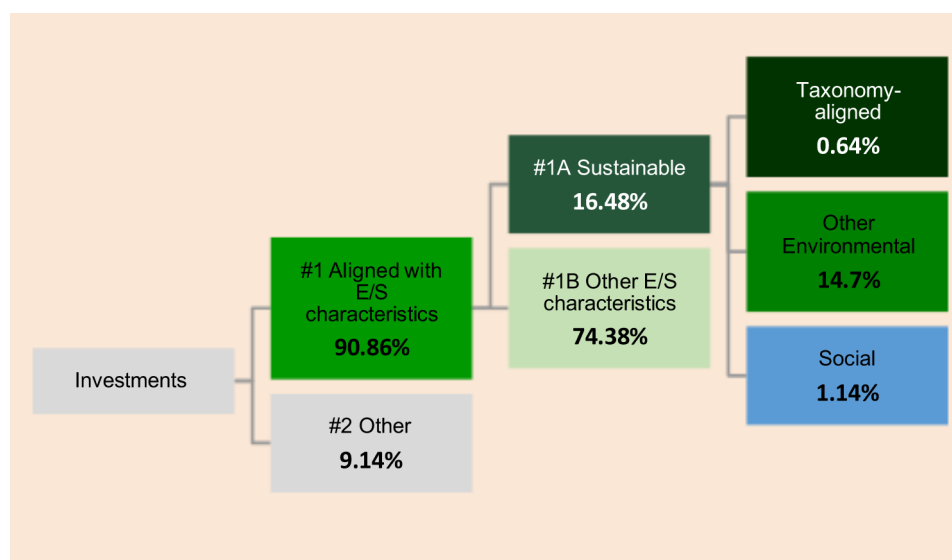 Investments
#1 Aligned with
E/S
characteristics
90.86%
#2 Other
9.14%
#1A Sustainable
16.48%
#1B Other E/S
characteristics
74.38%
Taxonomy-
aligned
0.64%
Other
Environmental
14.7%
Social
1.14%